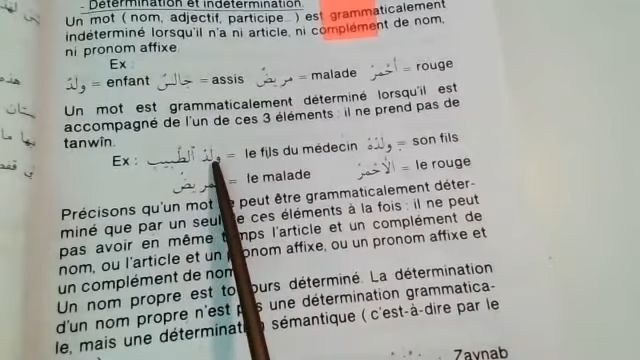 - Détermination et indétermination.
Un mot ( nom, adjectif, participe... ) est grammaticalement
indéterminé lorsqu'il n'a ni article, ni complément de nom,
ni pronom affixe.
Ex :
وَلَدٌ = enfant جَالِسٌ = assis مَرِيضٌ = malade أَحْمَرُ = rouge
Un mot est grammaticalement déterminé lorsqu'il est
accompagné de l'un de ces 3 éléments : il ne prend pas de
tanwîn.
Ex : وَلَدُ ٱلطَّبِيبِ = le fils du médecin وَلَدُهُ = son fils
= le malade الأَحْمَرُ = le rouge
Précisons qu'un mot peut être grammaticalement déter-
miné que par un seul de ces éléments à la fois : il ne peut
pas avoir en même temps l'article et un complément de
nom, ou l'article et un pronom affixe, ou un pronom affixe et
un complément de nom
Un nom propre est toujours déterminé. La détermination
d'un nom propre n'est pas une détermination grammatica-
le, mais une détermination sémantique ( c'est-à-dire par le
Zaynab